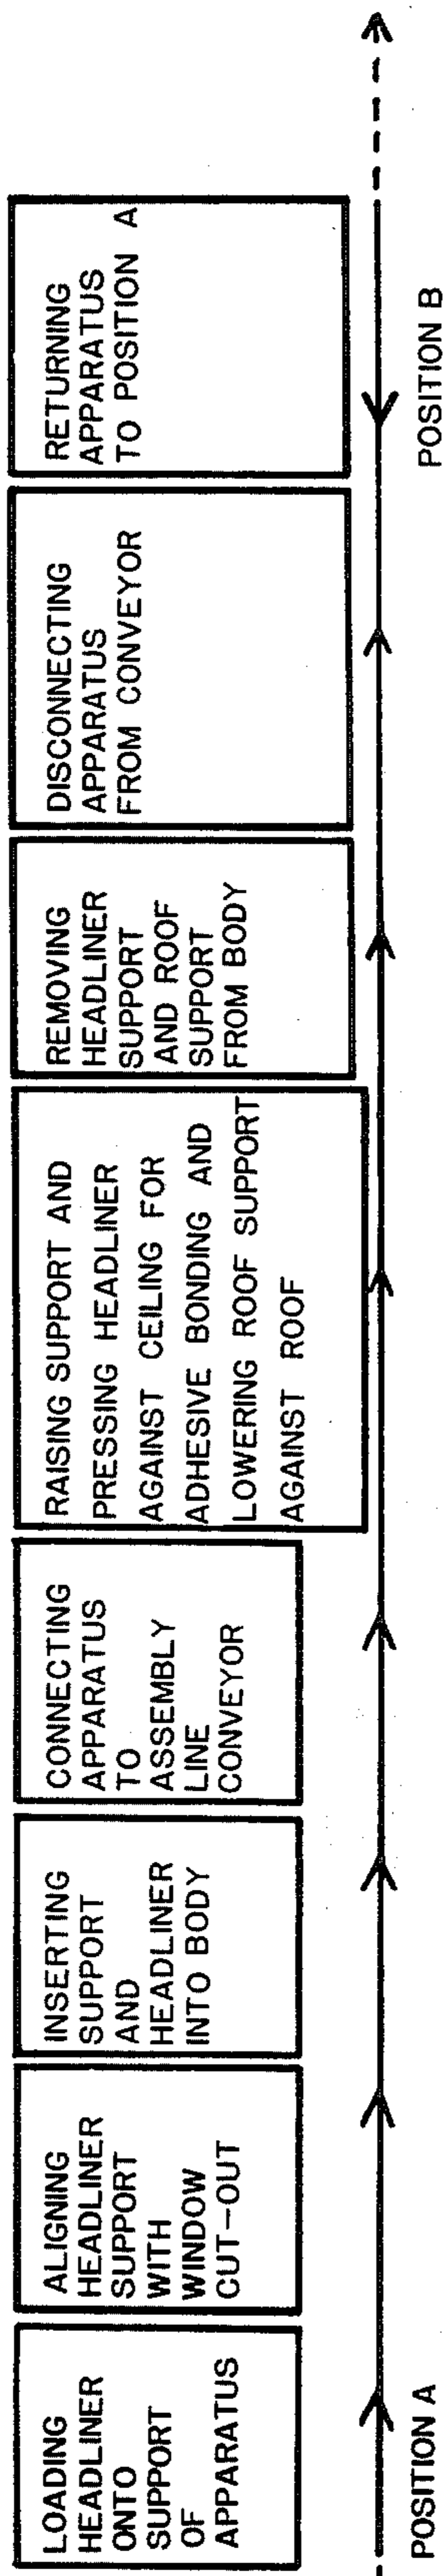 LOADING
HEADLINER
ONTO
SUPPORT
OF
APPARATUS
ALIGNING
HEADLINER
SUPPORT
WITH
WINDOW
CUT-OUT
INSERTING
SUPPORT
AND
HEADLINER
INTO BODY
CONNECTING
APPARATUS
TO
ASSEMBLY
LINE
CONVEYOR
RAISING SUPPORT AND
PRESSING HEADLINER
AGAINST CEILING FOR
ADHESIVE BONDING AND
LOWERING ROOF SUPPORT
AGAINST ROOF
REMOVING
HEADLINER
SUPPORT
AND ROOF
SUPPORT
FROM BODY
DISCONNECTING
APPARATUS
FROM CONVEYOR
RETURNING
APPARATUS
TO POSITION A
POSITION A
POSITION B